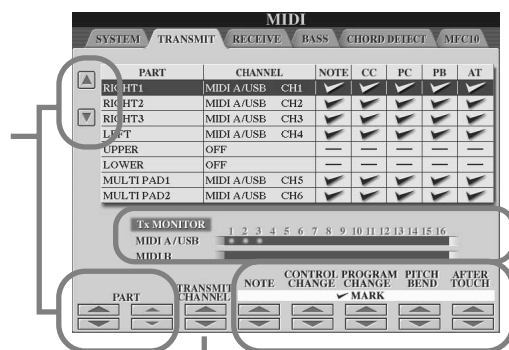 MIDI
SYSTEM TRANSMIT RECEIVE BASS CHORD DETECT MFC10
PART CHANNEL NOTE CC PC PB AT
RIGHT1 MIDI A/USB CH1
RIGHT2 MIDI A/USB CH2
RIGHT3 MIDI A/USB CH3
LEFT MIDI A/USB CH4
UPPER OFF — — — — —
LOWER OFF — — — — —
MULTI PAD1 MIDI A/USB CH5
MULTI PAD2 MIDI A/USB CH6
Tx MONITOR 1 2 3 4 5 6 7 8 9 10 11 12 13 14 15 16
MIDI A/USB
MIDI B
PART TRANSMIT CHANNEL NOTE CONTROL CHANGE PROGRAM CHANGE PITCH BEND AFTER TOUCH
✓ MARK